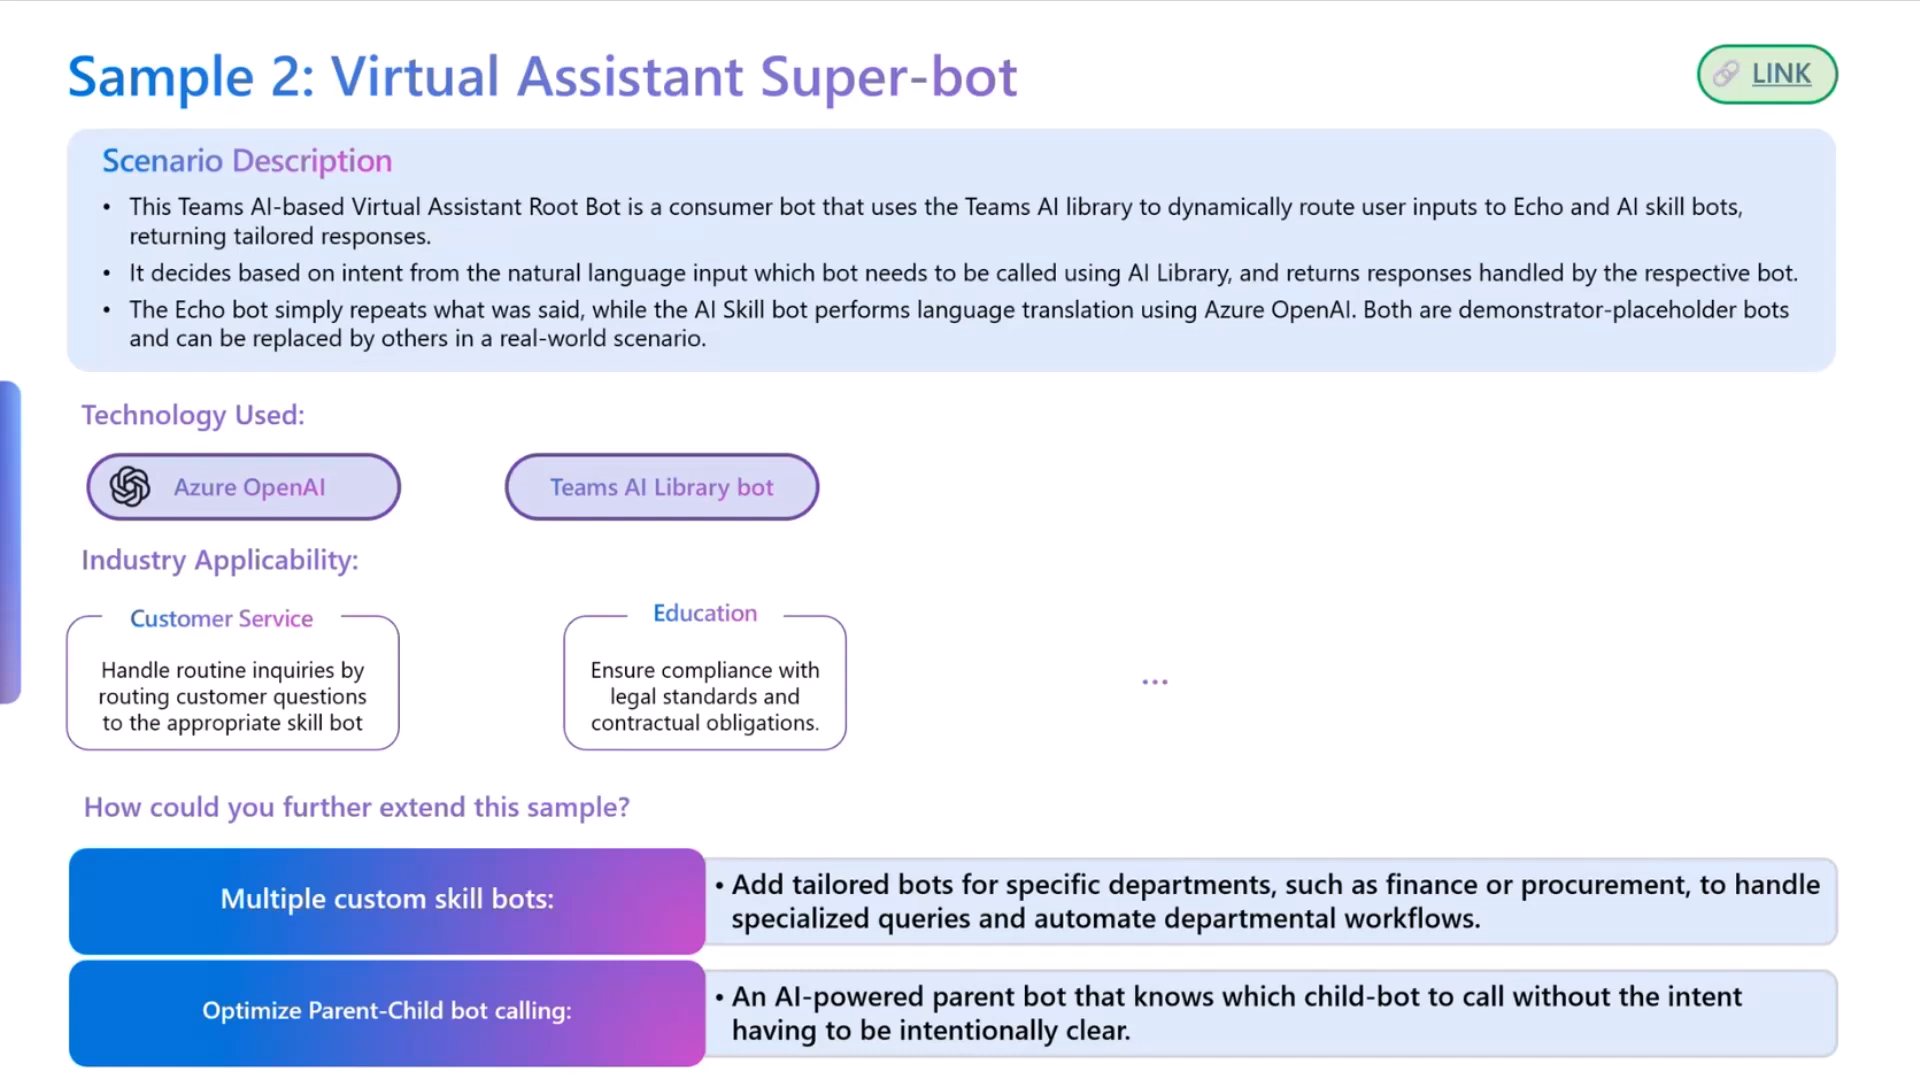 Sample 2: Virtual Assistant Super-bot
LINK
Scenario Description
• This Teams AI-based Virtual Assistant Root Bot is a consumer bot that uses the Teams AI library to dynamically route user inputs to Echo and AI skill bots,
returning tailored responses.
• It decides based on intent from the natural language input which bot needs to be called using AI Library, and returns responses handled by the respective bot.
• The Echo bot simply repeats what was said, while the AI Skill bot performs language translation using Azure OpenAI. Both are demonstrator-placeholder bots
and can be replaced by others in a real-world scenario.
Technology Used:
Azure OpenAI
Teams AI Library bot
Industry Applicability:
Customer Service
Handle routine inquiries by
routing customer questions
to the appropriate skill bot
Education
Ensure compliance with
legal standards and
contractual obligations.
...
How could you further extend this sample?
Multiple custom skill bots:
• Add tailored bots for specific departments, such as finance or procurement, to handle
specialized queries and automate departmental workflows.
Optimize Parent-Child bot calling:
• An AI-powered parent bot that knows which child-bot to call without the intent
having to be intentionally clear.